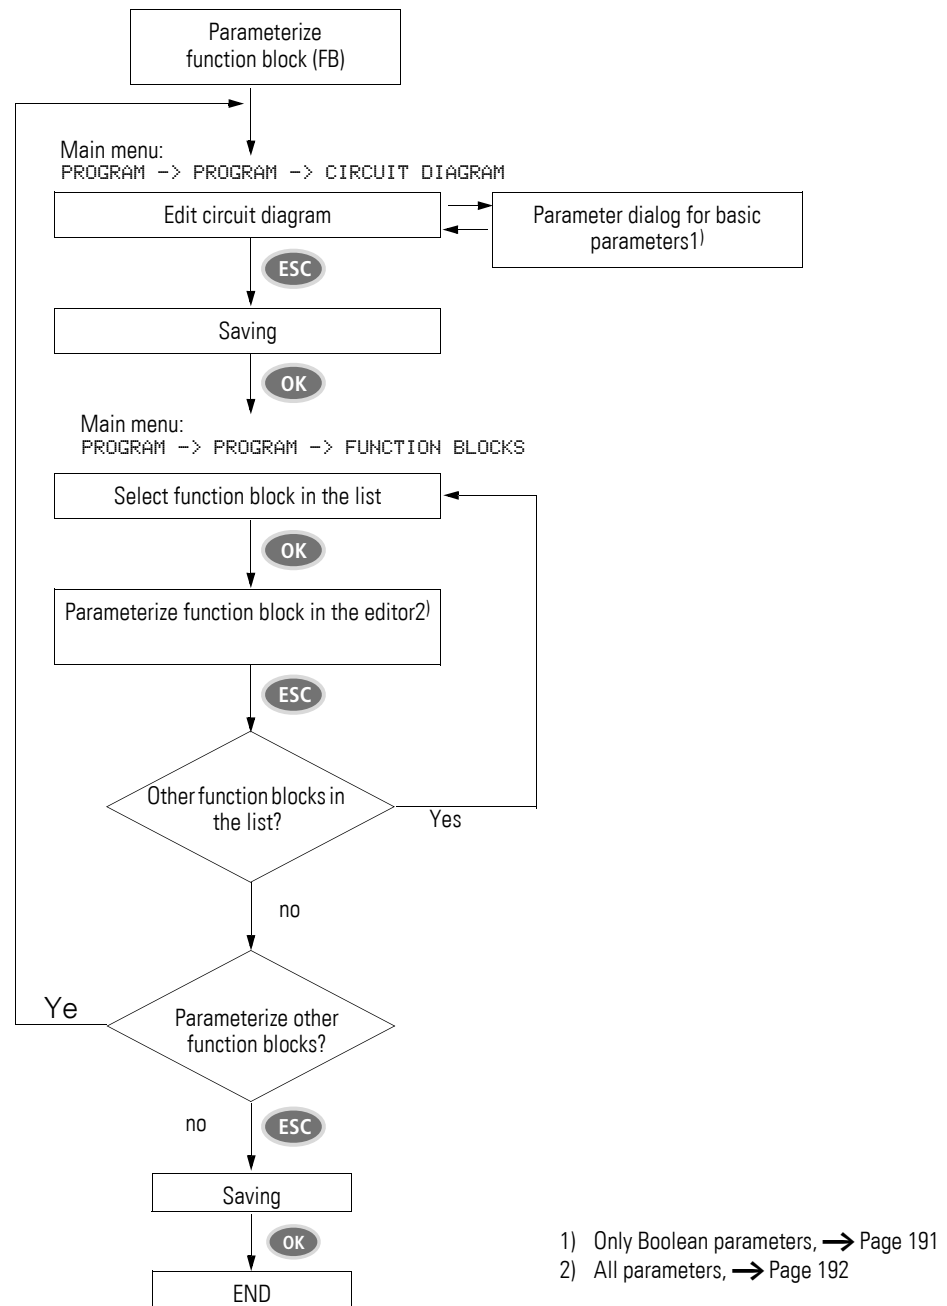 Parameterize
function block (FB)
Main menu:
PROGRAM -> PROGRAM -> CIRCUIT DIAGRAM
Edit circuit diagram
Parameter dialog for basic
parameters1)
ESC
Saving
OK
Main menu:
PROGRAM -> PROGRAM -> FUNCTION BLOCKS
Select function block in the list
OK
Parameterize function block in the editor2)
ESC
Other function blocks in
the list?
Yes
no
Ye
Parameterize other
function blocks?
no
ESC
Saving
OK
END
1) Only Boolean parameters, → Page 191
2) All parameters, → Page 192